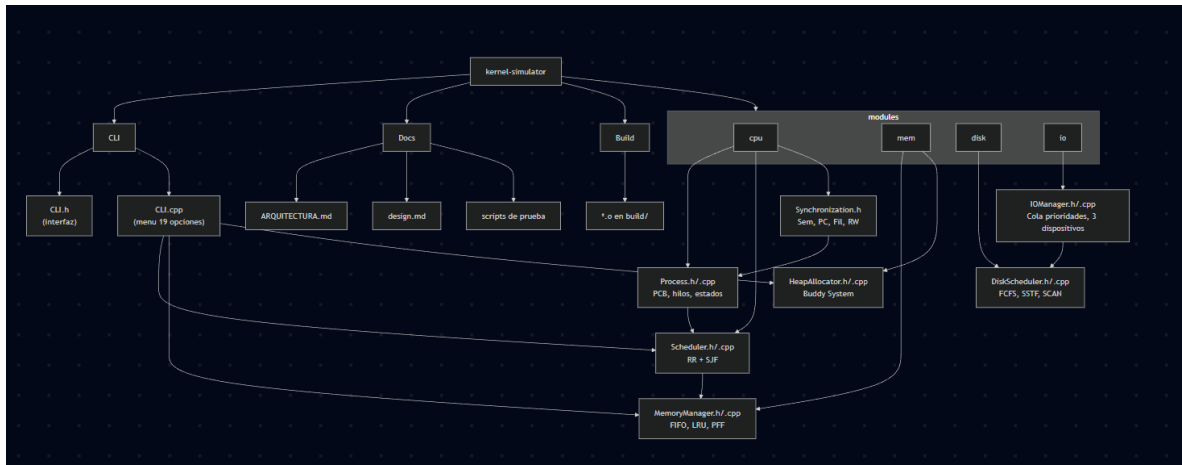 kernel-simulator
modules
CLI
Docs
Build
cpu
mem
disk
io
CLI.h
(interfaz)
CLI.cpp
(menu 19 opciones)
ARQUITECTURA.md
design.md
scripts de prueba
*.o en build/
Synchronization.h
Sem, PC, Fil, RW
IOManager.h/.cpp
Cola prioridades, 3
dispositivos
Process.h/.cpp
PCB, hilos, estados
HeapAllocator.h/.cpp
Buddy System
DiskScheduler.h/.cpp
FCFS, SSTF, SCAN
Scheduler.h/.cpp
RR + SJF
MemoryManager.h/.cpp
FIFO, LRU, PFF